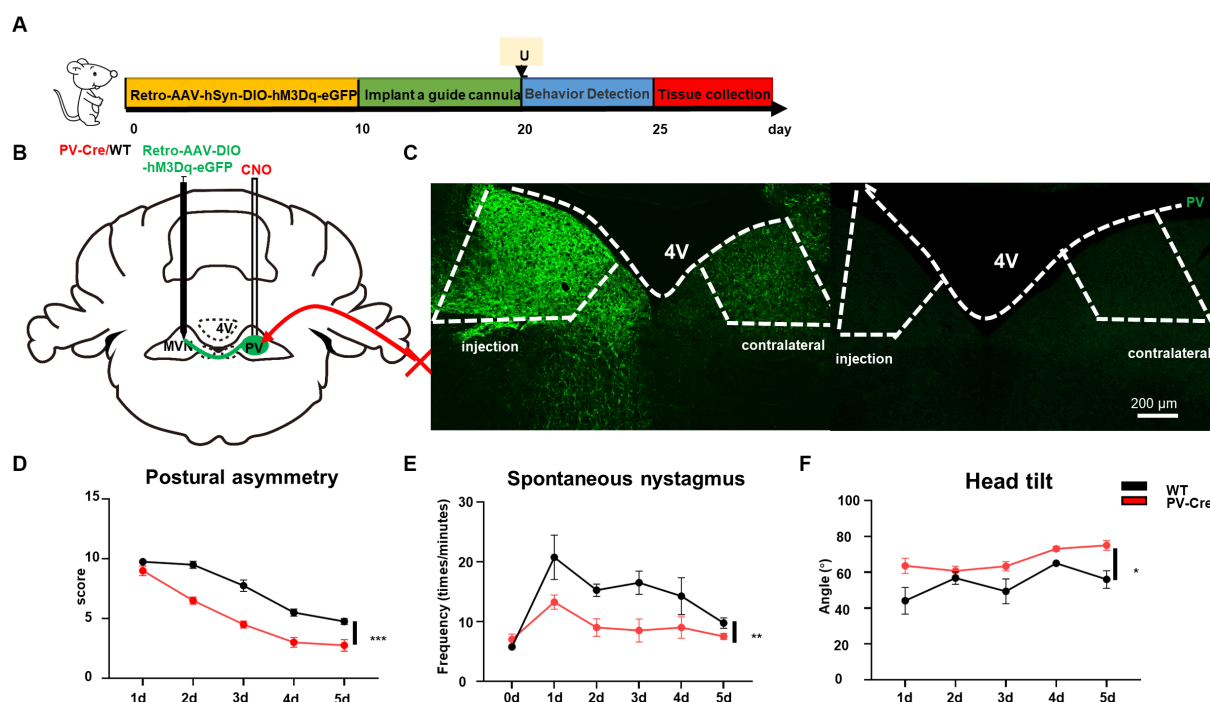 A
U
Retro-AAV-hSyn-DIO-hM3Dq-eGFP Implant a guide cannula Behavior Detection Tissue collection
0 10 20 25 day
B
PV-Cre/WT
Retro-AAV-DIO
-hM3Dq-eGFP
CNO
4V
MVN
PV
C
4V
injection
contralateral
PV
4V
injection
contralateral
200 µm
D
Postural asymmetry
score
15
10
5
0
1d 2d 3d 4d 5d
***
E
Spontaneous nystagmus
Frequency (times/minutes)
30
20
10
0
0d 1d 2d 3d 4d 5d
**
F
Head tilt
Angle (°)
100
80
60
40
20
0
1d 2d 3d 4d 5d
*
WT
PV-Cre